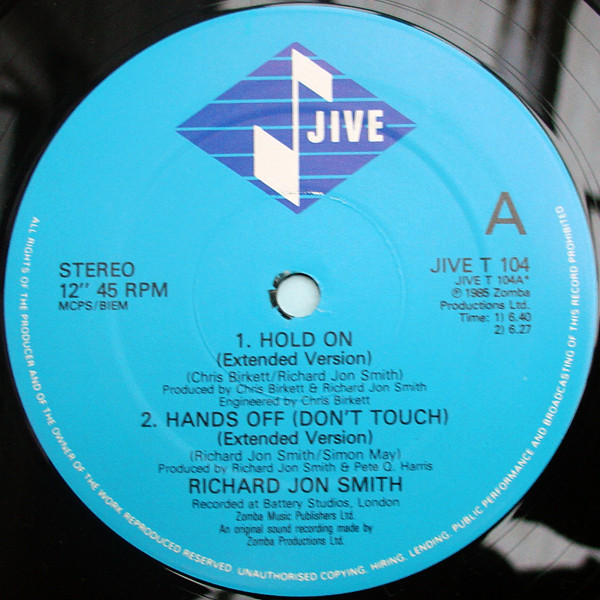 JIVE
A
STEREO
12" 45 RPM
MCPS/BIEM
JIVE T 104
JIVE T 104A*
℗ 1985 Zomba
Productions Ltd.
Time: 1) 6.40
2) 6.27
1. HOLD ON
(Extended Version)
(Chris Birkett/Richard Jon Smith)
Produced by Chris Birkett & Richard Jon Smith
Engineered by Chris Birkett
2. HANDS OFF (DON'T TOUCH)
(Extended Version)
(Richard Jon Smith/Simon May)
Produced by Richard Jon Smith & Pete Q. Harris
RICHARD JON SMITH
Recorded at Battery Studios, London
Zomba Music Publishers Ltd.
An original sound recording made by
Zomba Productions Ltd.
ALL RIGHTS OF THE PRODUCER AND OF THE OWNER OF THE WORK REPRODUCED RESERVED. UNAUTHORISED COPYING, HIRING, LENDING, PUBLIC PERFORMANCE AND BROADCASTING OF THIS RECORD PROHIBITED